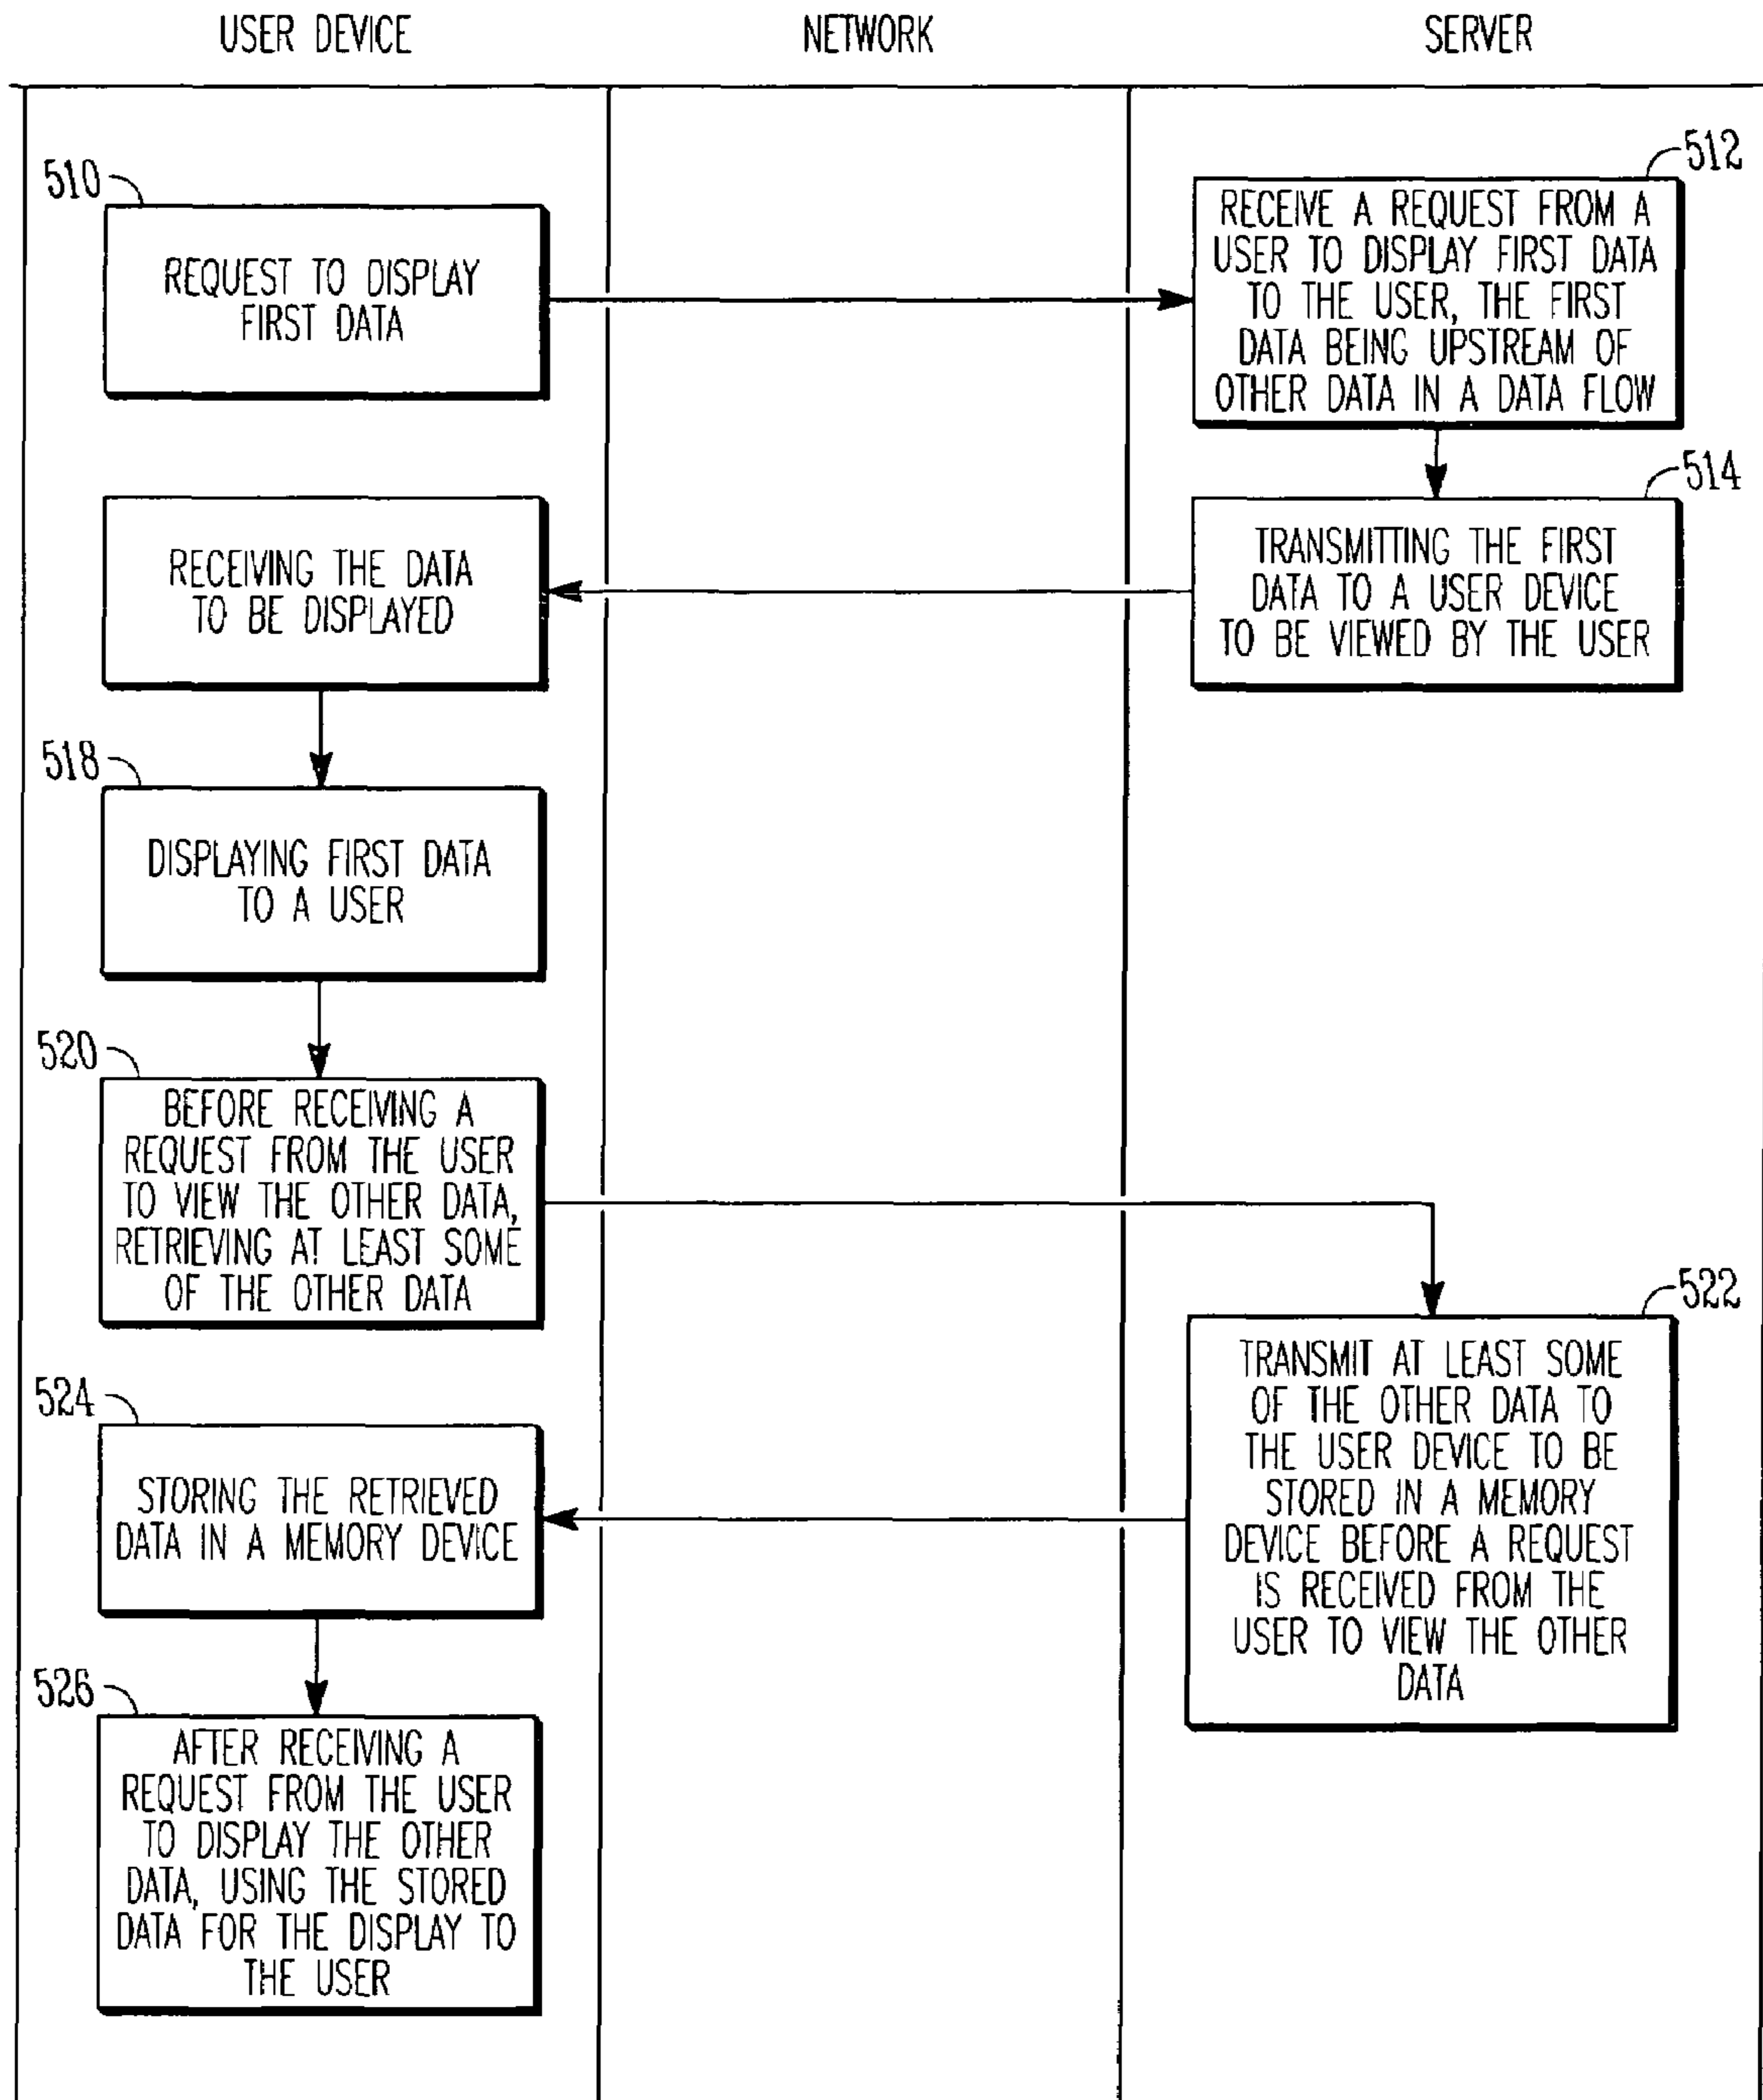 USER DEVICE
NETWORK
SERVER
510
REQUEST TO DISPLAY
FIRST DATA
512
RECEIVE A REQUEST FROM A
USER TO DISPLAY FIRST DATA
TO THE USER, THE FIRST
DATA BEING UPSTREAM OF
OTHER DATA IN A DATA FLOW
514
TRANSMITTING THE FIRST
DATA TO A USER DEVICE
TO BE VIEWED BY THE USER
RECEIVING THE DATA
TO BE DISPLAYED
518
DISPLAYING FIRST DATA
TO A USER
520
BEFORE RECEIVING A
REQUEST FROM THE USER
TO VIEW THE OTHER DATA,
RETRIEVING AT LEAST SOME
OF THE OTHER DATA
522
TRANSMIT AT LEAST SOME
OF THE OTHER DATA TO
THE USER DEVICE TO BE
STORED IN A MEMORY
DEVICE BEFORE A REQUEST
IS RECEIVED FROM THE
USER TO VIEW THE OTHER
DATA
524
STORING THE RETRIEVED
DATA IN A MEMORY DEVICE
526
AFTER RECEIVING A
REQUEST FROM THE USER
TO DISPLAY THE OTHER
DATA, USING THE STORED
DATA FOR THE DISPLAY TO
THE USER